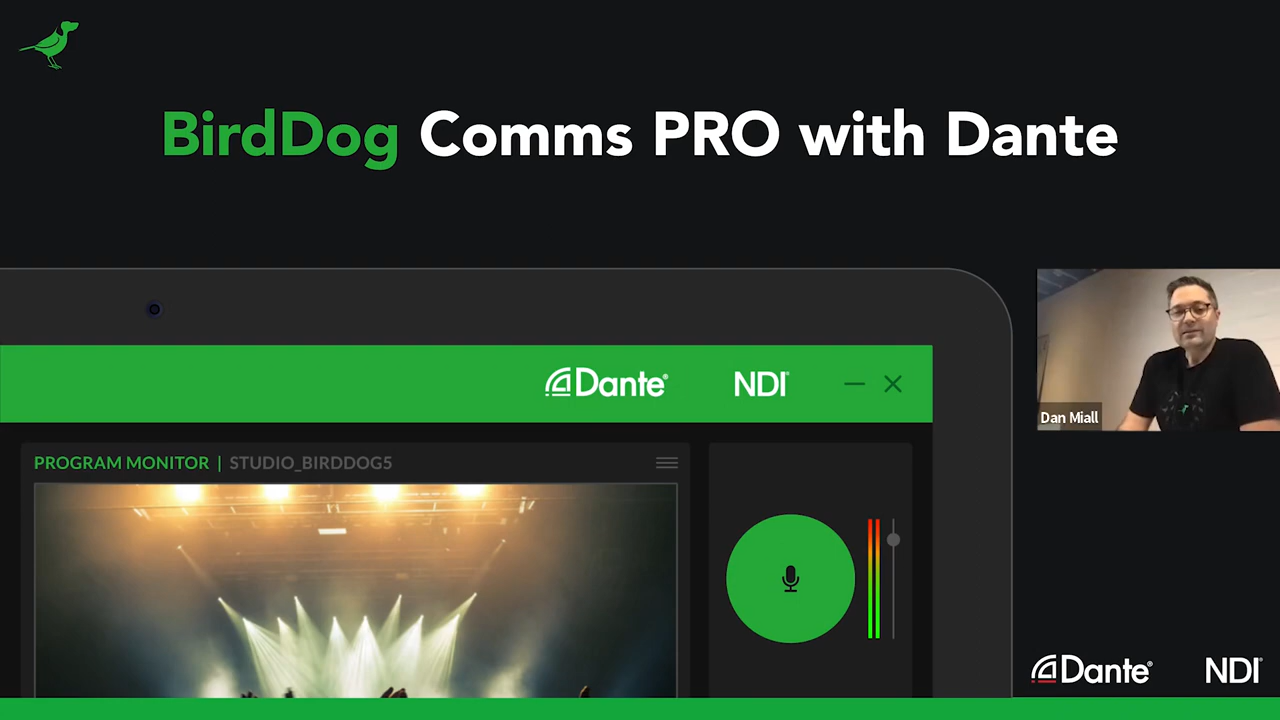 BirdDog Comms PRO with Dante
Dante® NDI®
PROGRAM MONITOR | STUDIO_BIRDDOG5
Dan Miall
Dante® NDI®